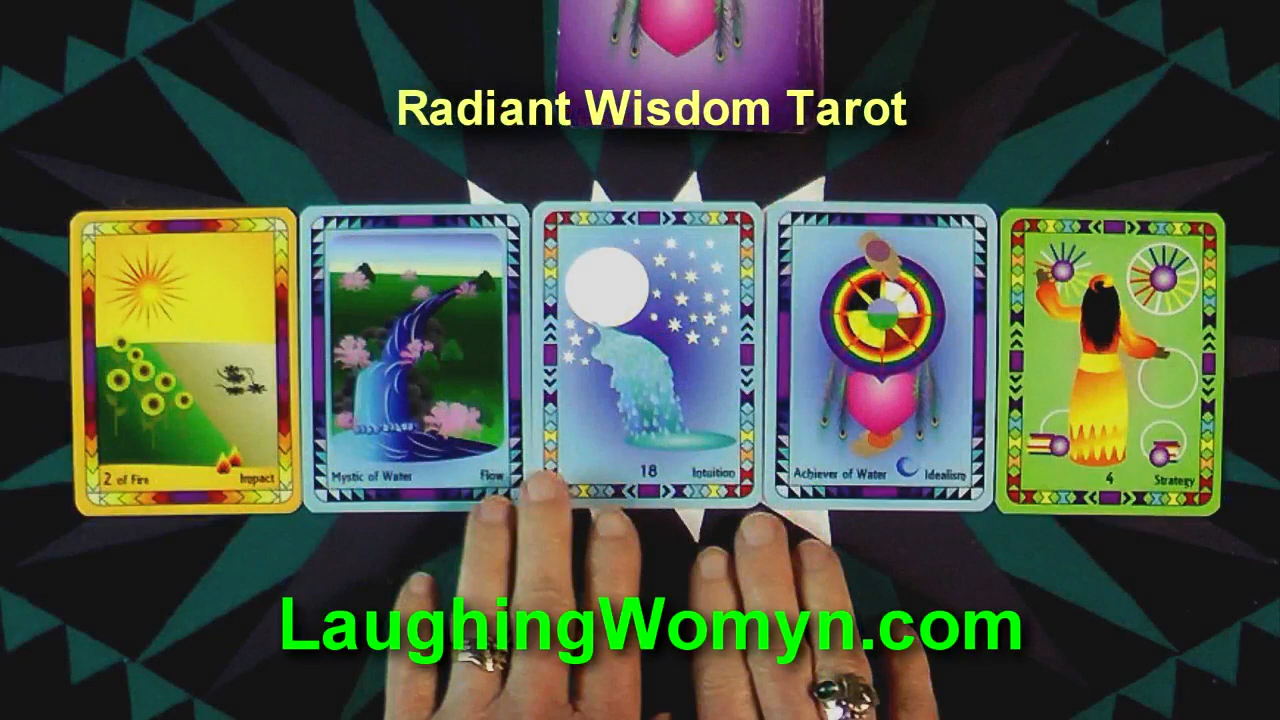 Radiant Wisdom Tarot
2 of Fire Impact
Mystic of Water Flow
18 Intuition
Achiever of Water Idealism
4 Strategy
LaughingWomyn.com